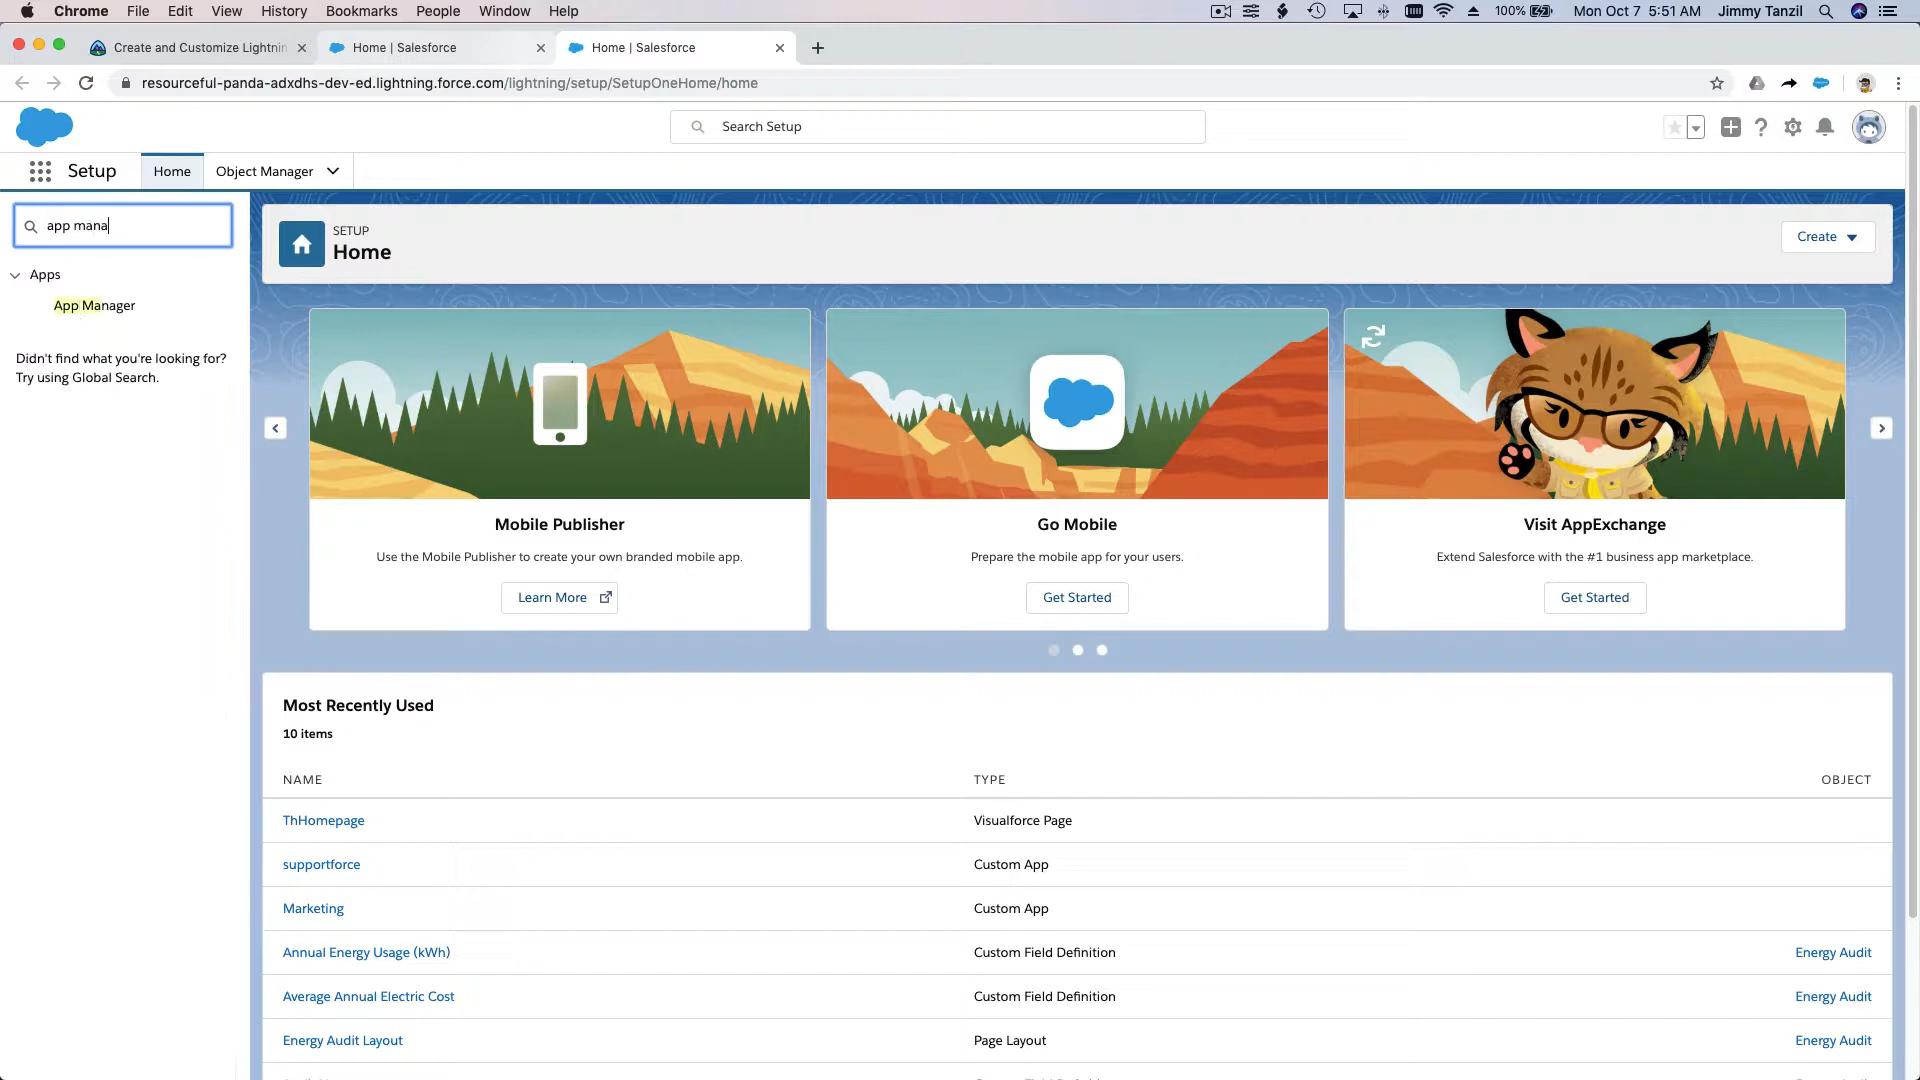 Chrome File Edit View History Bookmarks People Window Help 100% Mon Oct 7 5:51 AM Jimmy Tanzil
Create and Customize Lightnin Home | Salesforce Home | Salesforce
resourceful-panda-adxdhs-dev-ed.lightning.force.com/lightning/setup/SetupOneHome/home
Search Setup
Setup Home Object Manager
app mana
Apps
App Manager
Didn't find what you're looking for?
Try using Global Search.
SETUP
Home
Create
Mobile Publisher
Use the Mobile Publisher to create your own branded mobile app.
Learn More
Go Mobile
Prepare the mobile app for your users.
Get Started
Visit AppExchange
Extend Salesforce with the #1 business app marketplace.
Get Started
Most Recently Used
10 items
NAME TYPE OBJECT
ThHomepage Visualforce Page
supportforce Custom App
Marketing Custom App
Annual Energy Usage (kWh) Custom Field Definition Energy Audit
Average Annual Electric Cost Custom Field Definition Energy Audit
Energy Audit Layout Page Layout Energy Audit